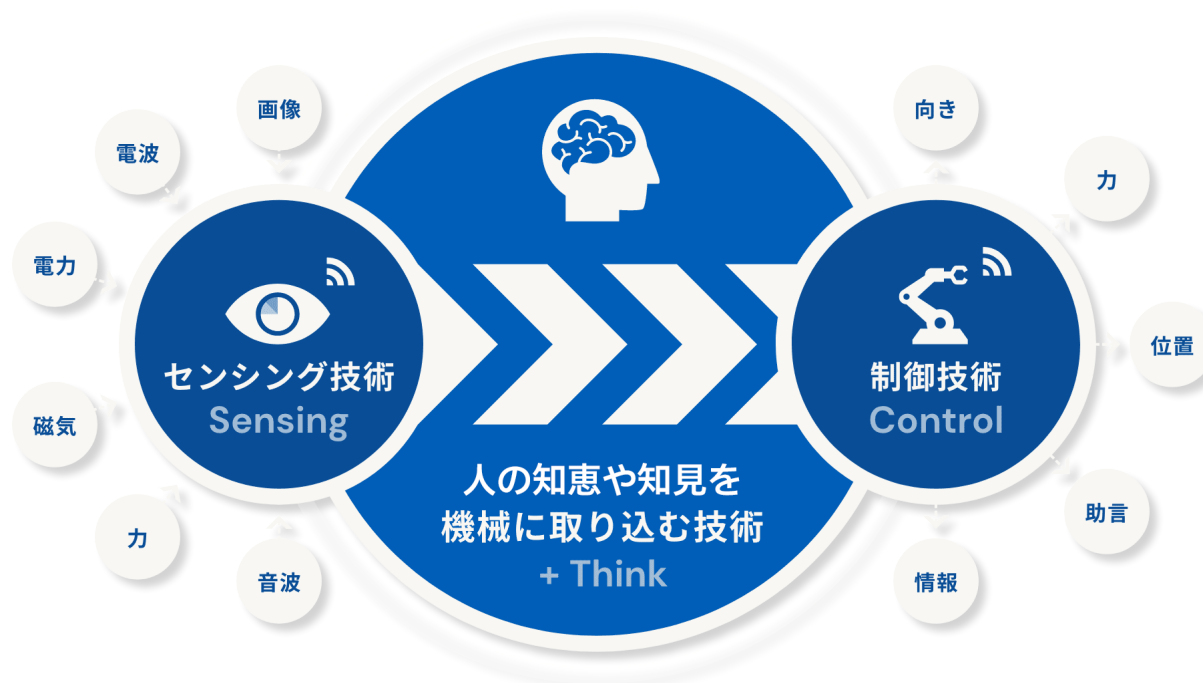 画像
電波
電力
磁気
力
音波
センシング技術
Sensing
人の知恵や知見を
機械に取り込む技術
+ Think
制御技術
Control
向き
力
位置
助言
情報